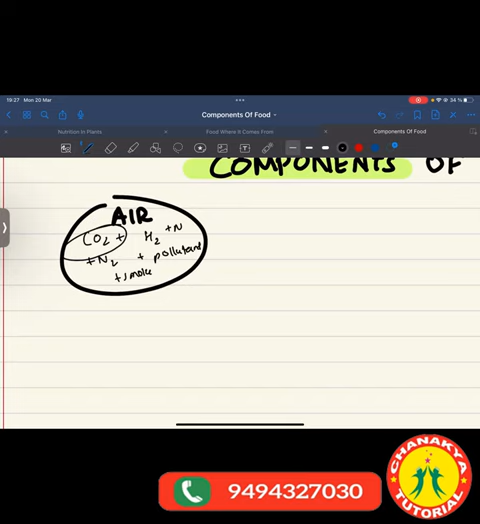 19:27 Mon 20 Mar
34 %
Components Of Food
Nutrition In Plants
Food Where It Comes From
Components Of Food
COMPONENTS OF
AIR
CO2 + H2 + N
+ N2 + pollutant
+ smoke
9494327030
CHANAKYA
TUTORIAL